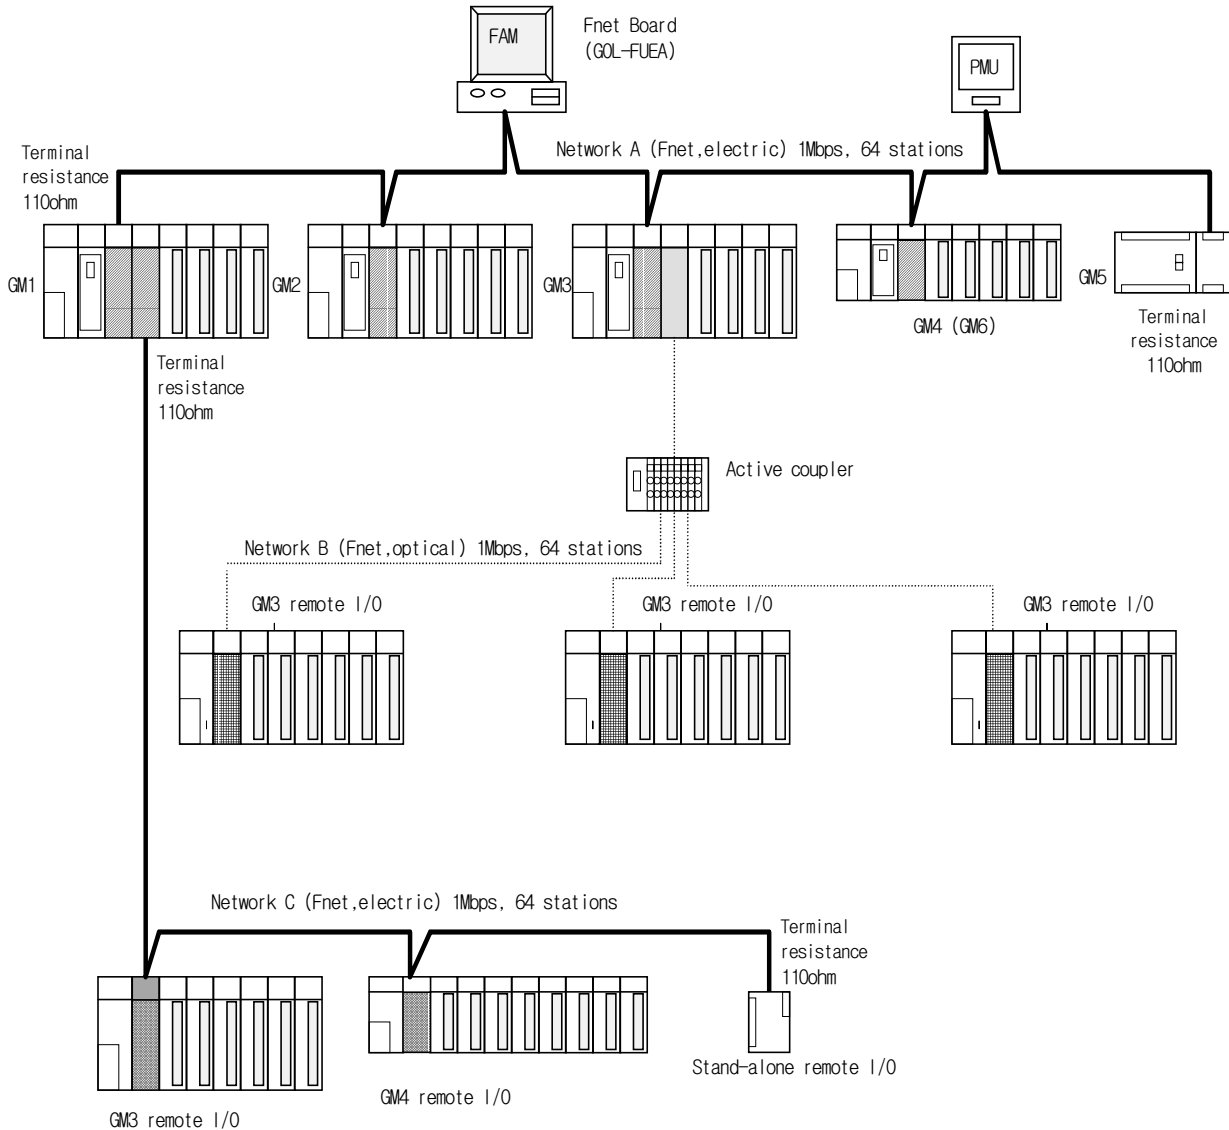 FAM
Fnet Board
(GOL-FUEA)
PMU
Network A (Fnet,electric) 1Mbps, 64 stations
Terminal
resistance
110ohm
GM1
GM2
GM3
GM4 (GM6)
GM5
Terminal
resistance
110ohm
Terminal
resistance
110ohm
Active coupler
Network B (Fnet,optical) 1Mbps, 64 stations
GM3 remote I/O
GM3 remote I/O
GM3 remote I/O
Network C (Fnet,electric) 1Mbps, 64 stations
Terminal
resistance
110ohm
Stand-alone remote I/O
GM4 remote I/O
GM3 remote I/O